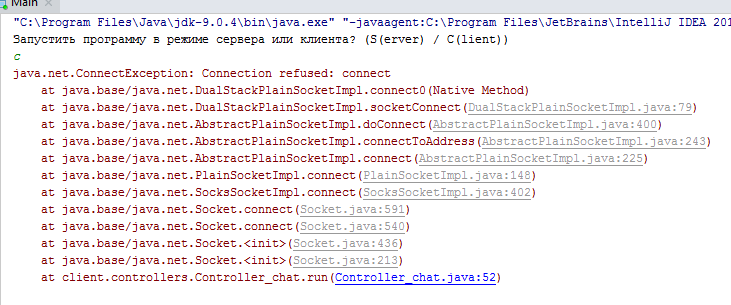 Main
"C:\Program Files\Java\jdk-9.0.4\bin\java.exe" "-javaagent:C:\Program Files\JetBrains\IntelliJ IDEA 201
Запустить программу в режиме сервера или клиента? (S(erver) / C(lient))
c
java.net.ConnectException: Connection refused: connect
at java.base/java.net.DualStackPlainSocketImpl.connect0(Native Method)
at java.base/java.net.DualStackPlainSocketImpl.socketConnect(DualStackPlainSocketImpl.java:79)
at java.base/java.net.AbstractPlainSocketImpl.doConnect(AbstractPlainSocketImpl.java:400)
at java.base/java.net.AbstractPlainSocketImpl.connectToAddress(AbstractPlainSocketImpl.java:243)
at java.base/java.net.AbstractPlainSocketImpl.connect(AbstractPlainSocketImpl.java:225)
at java.base/java.net.PlainSocketImpl.connect(PlainSocketImpl.java:148)
at java.base/java.net.SocksSocketImpl.connect(SocksSocketImpl.java:402)
at java.base/java.net.Socket.connect(Socket.java:591)
at java.base/java.net.Socket.connect(Socket.java:540)
at java.base/java.net.Socket.<init>(Socket.java:436)
at java.base/java.net.Socket.<init>(Socket.java:213)
at client.controllers.Controller_chat.run(Controller_chat.java:52)